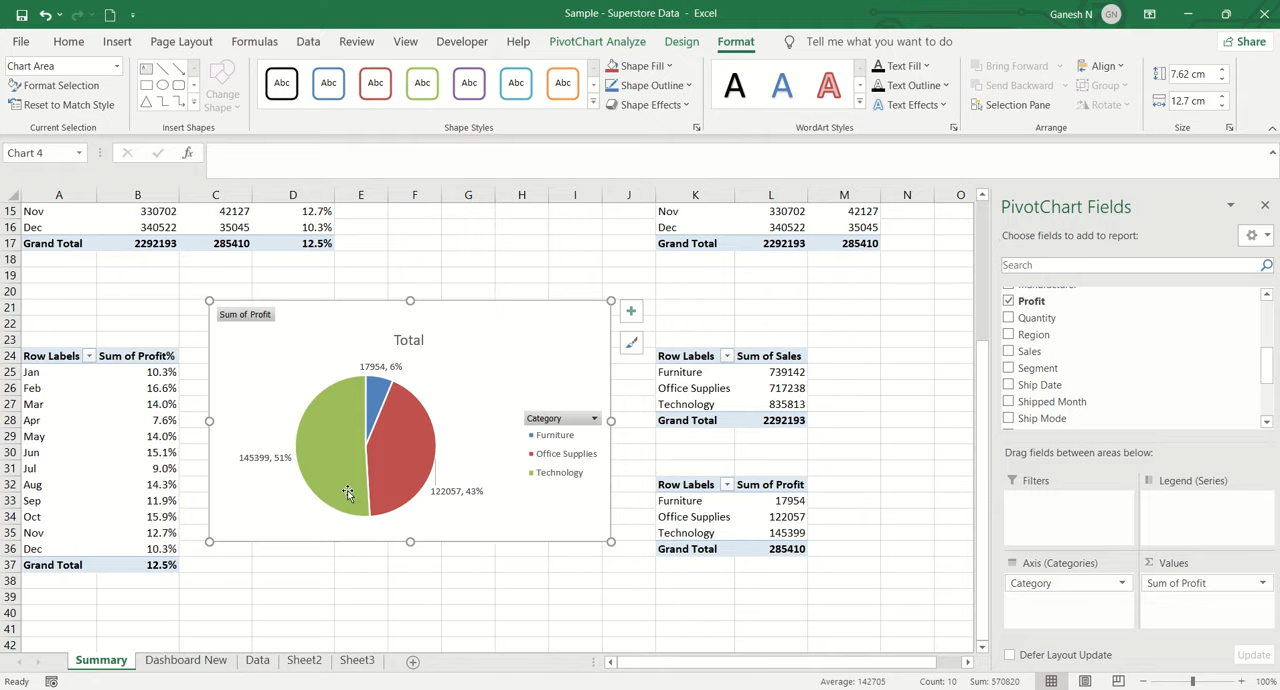 Sample - Superstore Data - Excel
Ganesh N GN
File Home Insert Page Layout Formulas Data Review View Developer Help PivotChart Analyze Design Format Tell me what you want to do Share
Chart Area
Format Selection
Reset to Match Style
Current Selection
Change
Shape
Insert Shapes
Abc Abc Abc Abc Abc Abc Abc
Shape Fill
Shape Outline
Shape Effects
Shape Styles
A A A
Text Fill
Text Outline
Text Effects
WordArt Styles
Bring Forward
Send Backward
Selection Pane
Align
Group
Rotate
Arrange
7.62 cm
12.7 cm
Size
Chart 4 fx
A B C D E F G H I J K L M N O
15 Nov 330702 42127 12.7% Nov 330702 42127
16 Dec 340522 35045 10.3% Dec 340522 35045
17 Grand Total 2292193 285410 12.5% Grand Total 2292193 285410
18
19
20
21
22
23
24 Row Labels Sum of Profit% Row Labels Sum of Sales
25 Jan 10.3% Furniture 739142
26 Feb 16.6% Office Supplies 717238
27 Mar 14.0% Technology 835813
28 Apr 7.6% Grand Total 2292193
29 May 14.0%
30 Jun 15.1%
31 Jul 9.0%
32 Aug 14.3% Row Labels Sum of Profit
33 Sep 11.9% Furniture 17954
34 Oct 15.9% Office Supplies 122057
35 Nov 12.7% Technology 145399
36 Dec 10.3% Grand Total 285410
37 Grand Total 12.5%
38
39
40
41
42
Sum of Profit
Total
17954, 6%
145399, 51%
122057, 43%
Category
Furniture
Office Supplies
Technology
PivotChart Fields
Choose fields to add to report:
Search
Profit
Quantity
Region
Sales
Segment
Ship Date
Shipped Month
Ship Mode
Drag fields between areas below:
Filters
Legend (Series)
Axis (Categories)
Σ Values
Category
Sum of Profit
Defer Layout Update Update
Summary Dashboard New Data Sheet2 Sheet3
Ready Average: 142705 Count: 10 Sum: 570820 100%